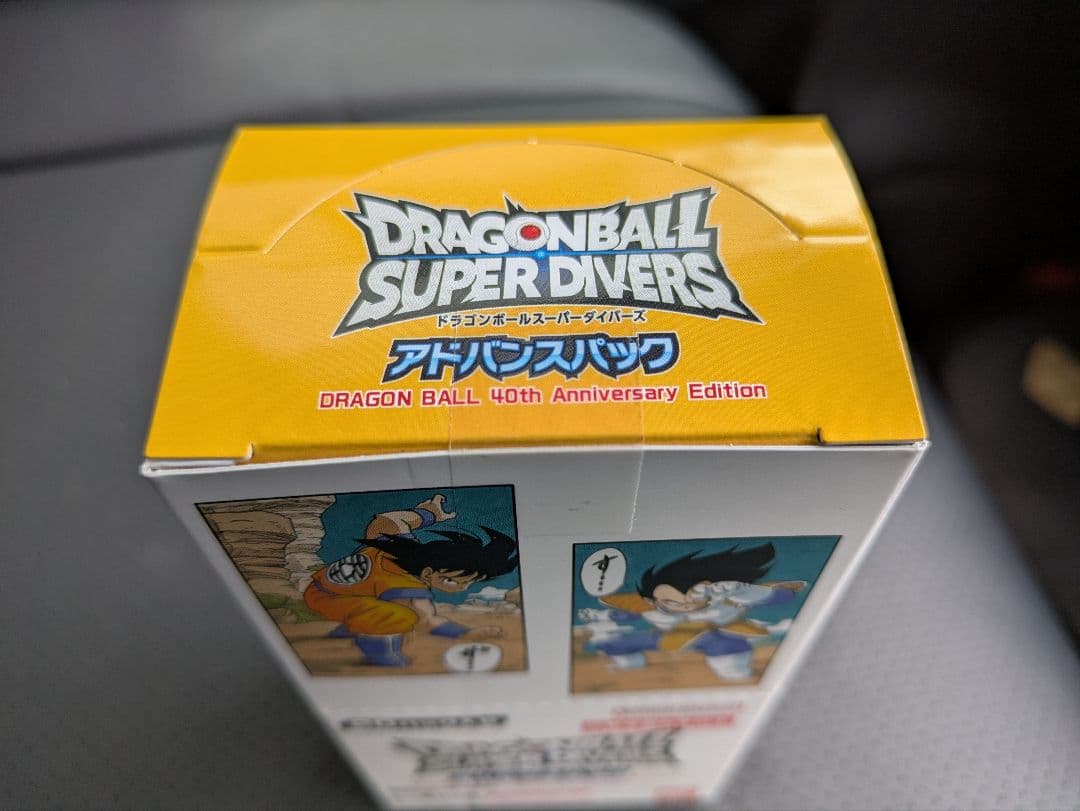 DRAGONBALL
SUPER DIVERS
ドラゴンボールスーパーダイバーズ
アドバンスパック
DRAGON BALL 40th Anniversary Edition
す…